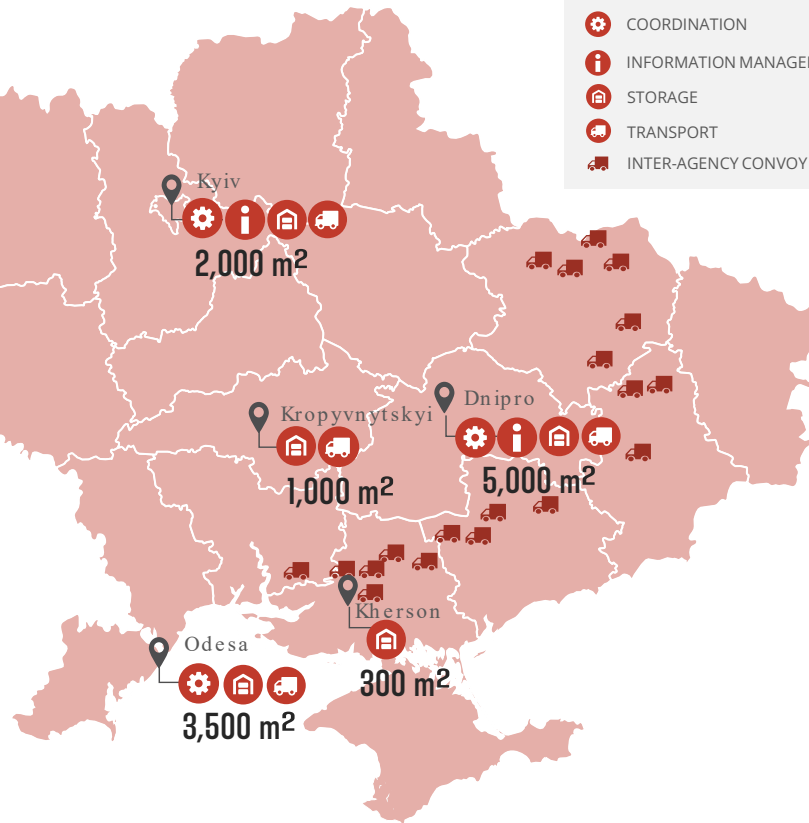 COORDINATION
INFORMATION
STORAGE
TRANSPORT
INTER-AGENCY CONVOY
Kyiv
2,000 m²
Dnipro
5,000 m²
Kropyvnytskyi
1,000 m²
Kherson
300 m²
Odesa
3,500 m²